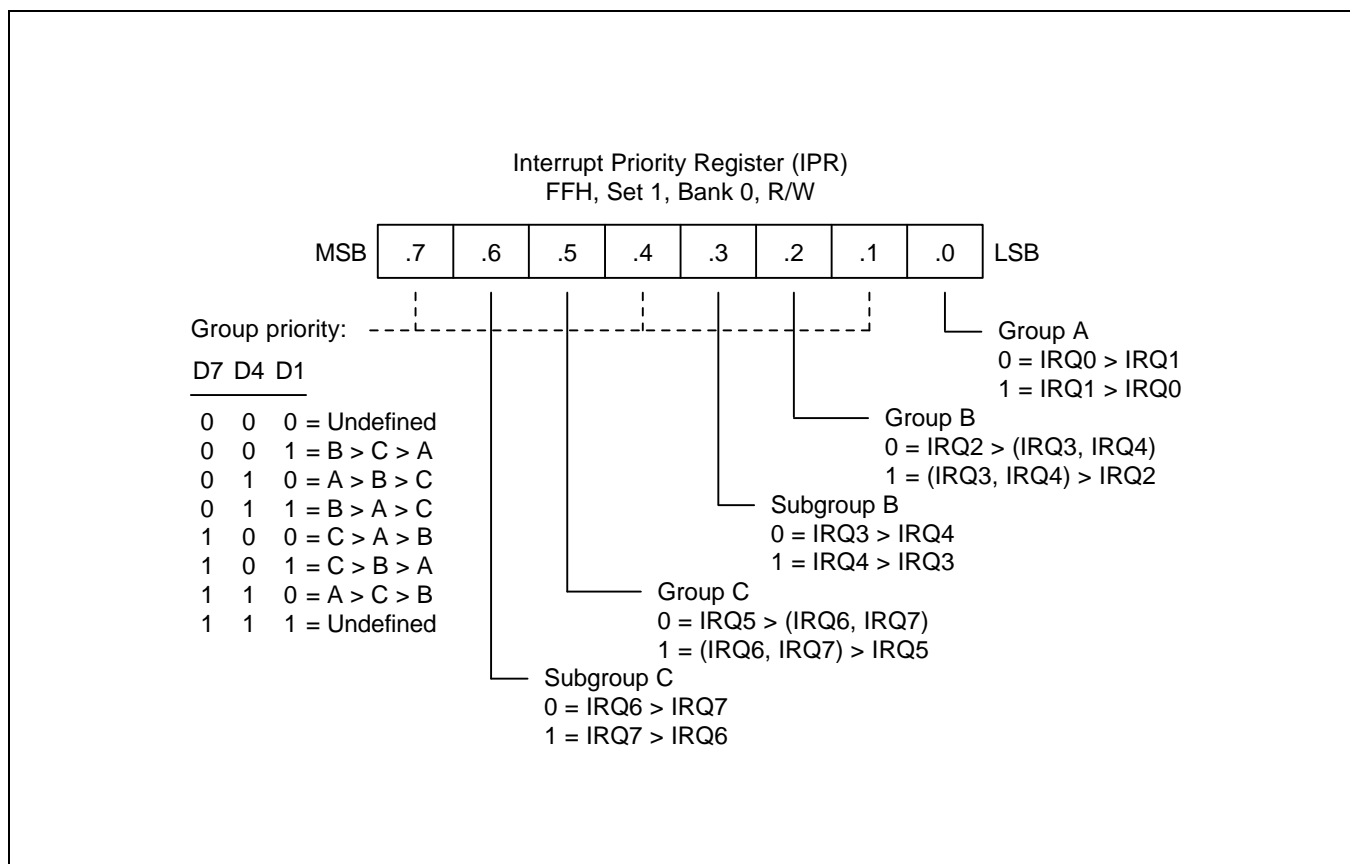 Interrupt Priority Register (IPR)
FFH, Set 1, Bank 0, R/W
MSB .7 .6 .5 .4 .3 .2 .1 .0 LSB
Group priority:
D7 D4 D1
0 0 0 = Undefined
0 0 1 = B > C > A
0 1 0 = A > B > C
0 1 1 = B > A > C
1 0 0 = C > A > B
1 0 1 = C > B > A
1 1 0 = A > C > B
1 1 1 = Undefined
Group A
0 = IRQ0 > IRQ1
1 = IRQ1 > IRQ0
Group B
0 = IRQ2 > (IRQ3, IRQ4)
1 = (IRQ3, IRQ4) > IRQ2
Subgroup B
0 = IRQ3 > IRQ4
1 = IRQ4 > IRQ3
Group C
0 = IRQ5 > (IRQ6, IRQ7)
1 = (IRQ6, IRQ7) > IRQ5
Subgroup C
0 = IRQ6 > IRQ7
1 = IRQ7 > IRQ6